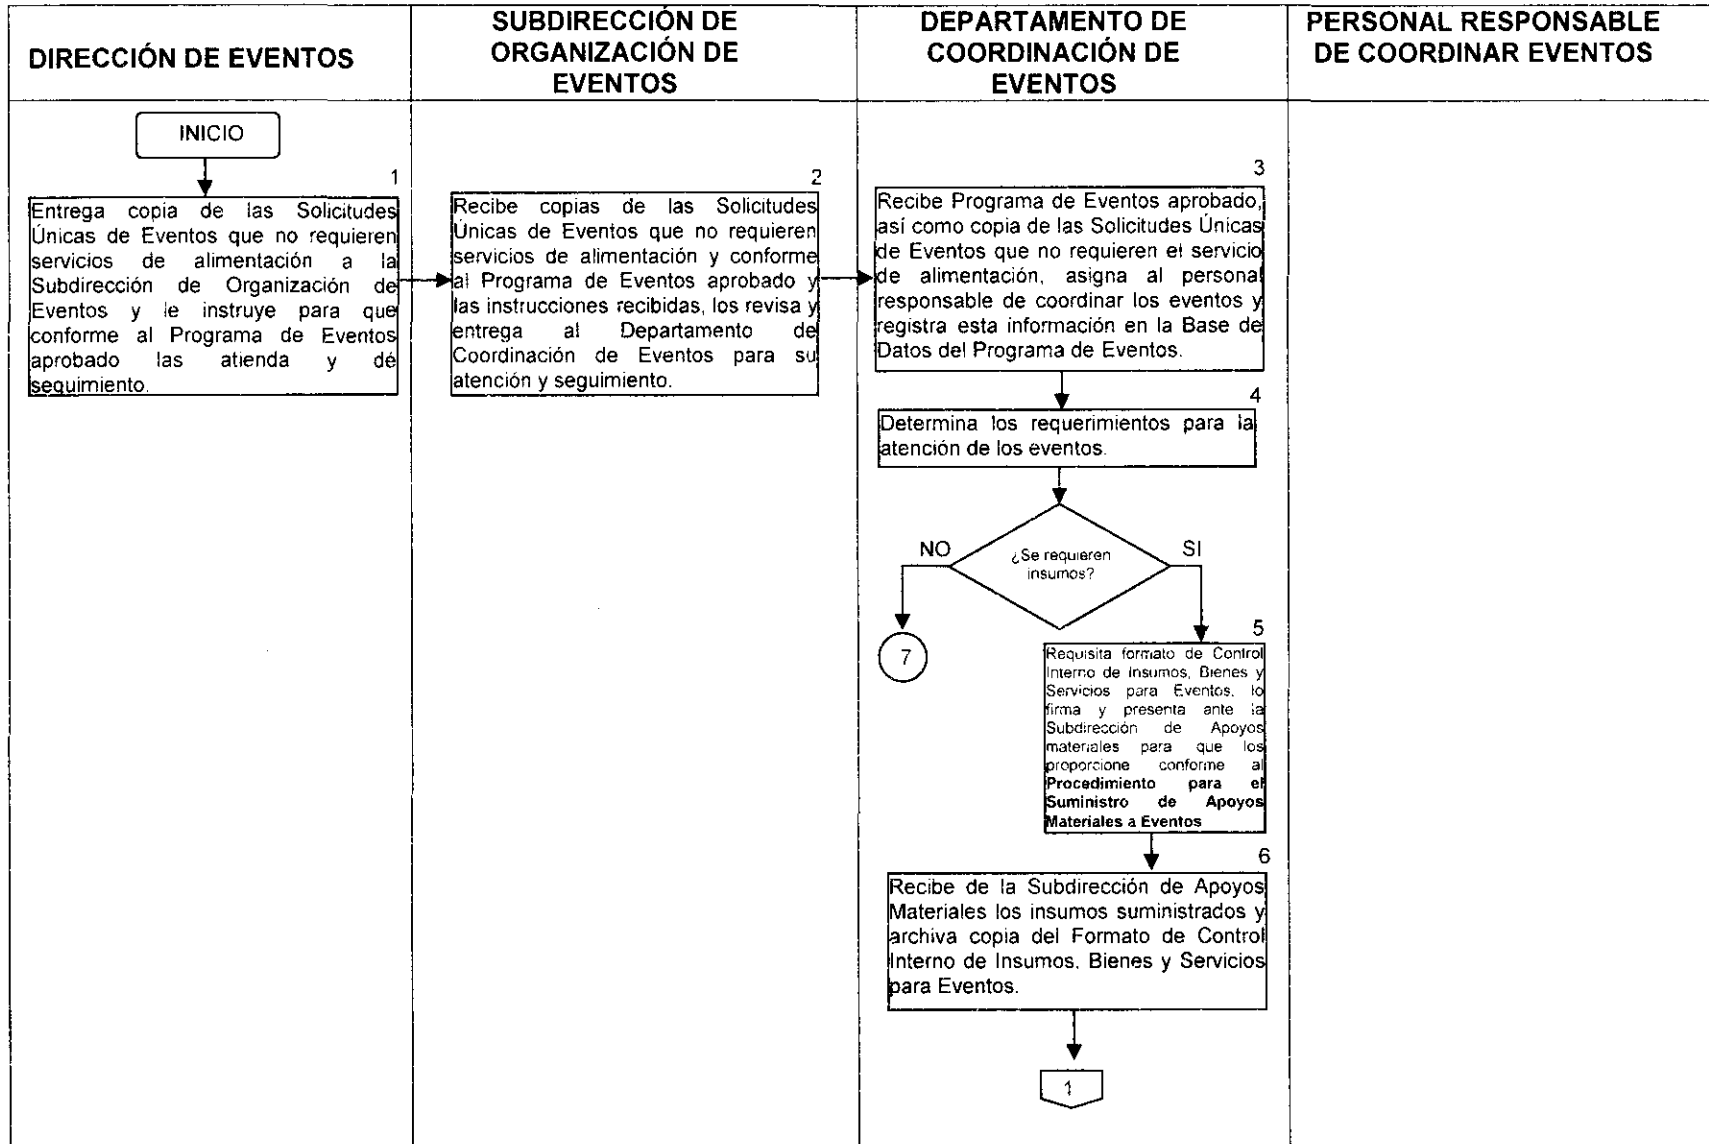 DIRECCIÓN DE EVENTOS
SUBDIRECCIÓN DE
ORGANIZACIÓN DE
EVENTOS
DEPARTAMENTO DE
COORDINACIÓN DE
EVENTOS
PERSONAL RESPONSABLE
DE COORDINAR EVENTOS
INICIO
1
Entrega copia de las Solicitudes
Únicas de Eventos que no requieren
servicios de alimentación a la
Subdirección de Organización de
Eventos y le instruye para que
conforme al Programa de Eventos
aprobado las atienda y dé
seguimiento.
2
Recibe copias de las Solicitudes
Únicas de Eventos que no requieren
servicios de alimentación y conforme
al Programa de Eventos aprobado y
las instrucciones recibidas, los revisa y
entrega al Departamento de
Coordinación de Eventos para su
atención y seguimiento.
3
Recibe Programa de Eventos aprobado,
así como copia de las Solicitudes Únicas
de Eventos que no requieren el servicio
de alimentación, asigna al personal
responsable de coordinar los eventos y
registra esta información en la Base de
Datos del Programa de Eventos.
4
Determina los requerimientos para la
atención de los eventos.
¿Se requieren
insumos?
NO
SI
7
5
Requisita formato de Control
Interno de Insumos, Bienes y
Servicios para Eventos, lo
firma y presenta ante la
Subdirección de Apoyos
materiales para que los
proporcione conforme al
Procedimiento para el
Suministro de Apoyos
Materiales a Eventos
6
Recibe de la Subdirección de Apoyos
Materiales los insumos suministrados y
archiva copia del Formato de Control
Interno de Insumos, Bienes y Servicios
para Eventos.
1